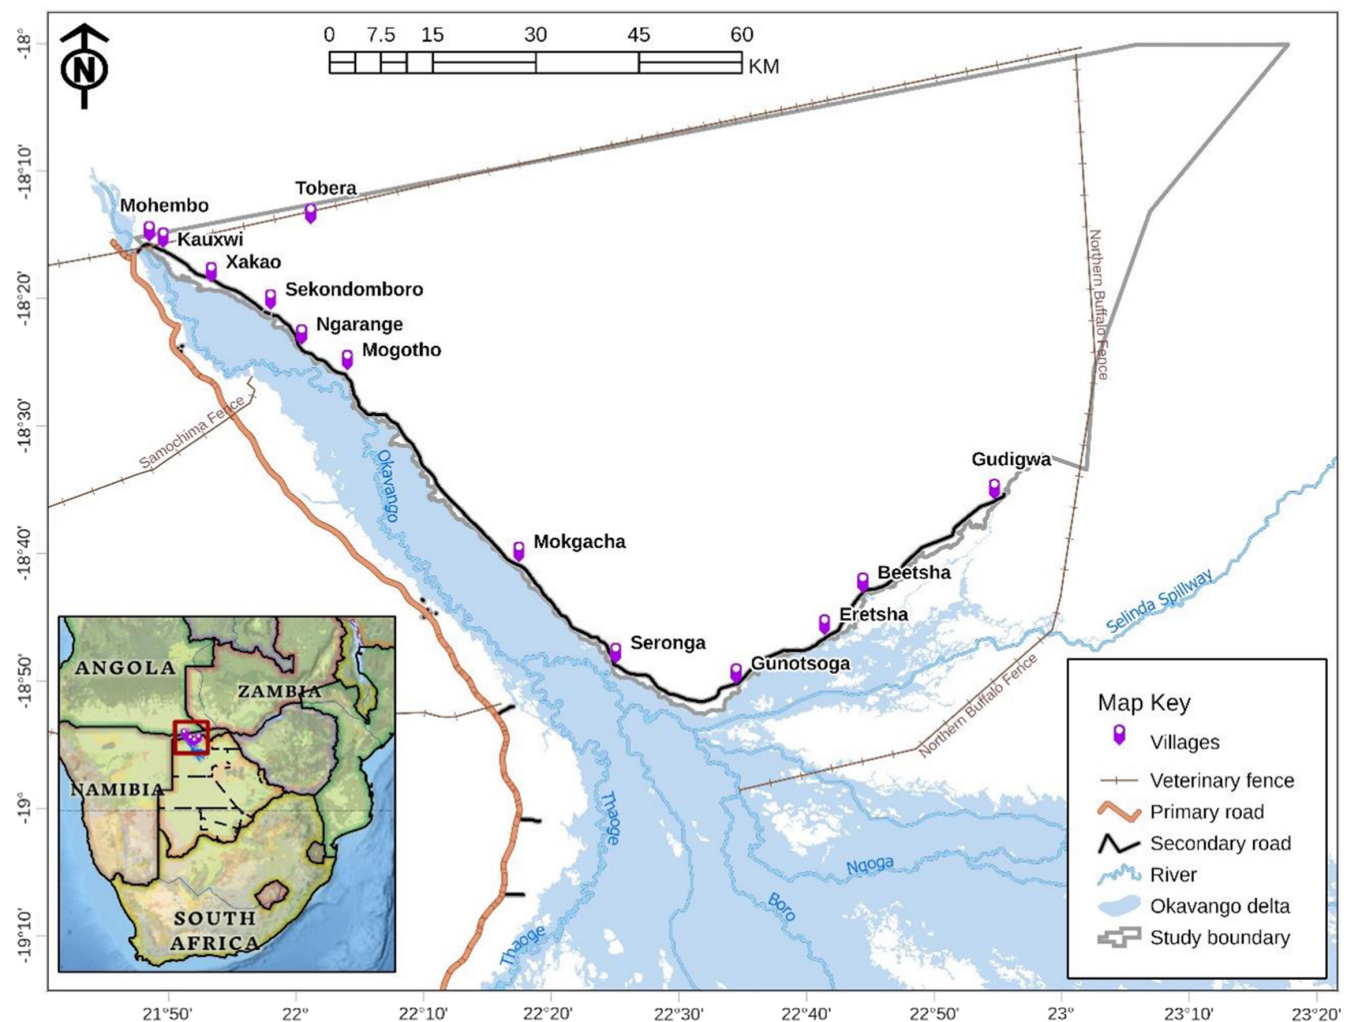 0 7.5 15 30 45 60
KM
N
-18°
-18°10'
-18°20'
-18°30'
-18°40'
-18°50'
-19°
-19°10'
Tobera
Mohembo
Kauxwi
Xakao
Sekondomboro
Ngarange
Mogotho
Northern Buffalo Fence
Samochima Fence
Okavango
Gudigwa
Mokgacha
Beetsha
Eretsha
Selinda Spillway
Seronga
Gunotsoga
Northern Buffalo Fence
Thaoge
Nqoga
Boro
Thaoge
ANGOLA
ZAMBIA
NAMIBIA
SOUTH
AFRICA
Map Key
Villages
Veterinary fence
Primary road
Secondary road
River
Okavango delta
Study boundary
21°50' 22° 22°10' 22°20' 22°30' 22°40' 22°50' 23° 23°10' 23°20'